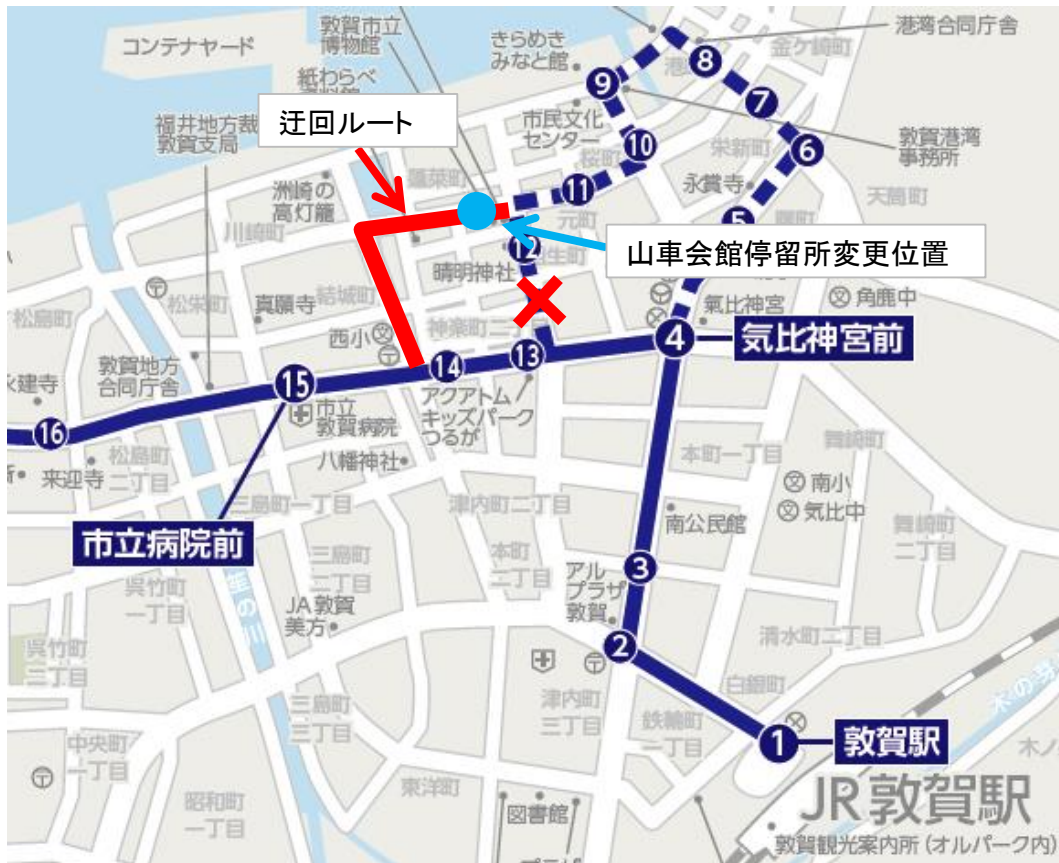 コンテナヤード
敦賀市立
博物館
きらめき
みなと館
港湾合同庁舎
金ケ崎町
紙わらべ
8
9
7
迂回ルート
福井地方裁
敦賀支局
市民文化
センター
10
桜町
栄新町
6
敦賀港湾
事務所
洲崎の
高灯籠
蓬莱町
11
永賞寺
天筒町
元町
5
曙町
川崎町
12
山車会館停留所変更位置
晴明神社
松栄町
結城町
真願寺
氣比神宮
角鹿中
松島町
西小
神楽町二丁目
4
気比神宮前
敦賀地方
合同庁舎
14
13
15
アクアトム
キッズパーク
つるが
市立
敦賀病院
16
来迎寺
松島町
二丁目
八幡神社
本町一丁目
舞崎町
三島町一丁目
津内町二丁目
南小
気比中
南公民館
市立病院前
舞崎町
二丁目
三島町
二丁目
本町
二丁目
3
アル
プラザ
敦賀
呉竹町
一丁目
笙の川
JA敦賀
美方
2
清水町二丁目
呉竹町
三丁目
白銀町
津内町
三丁目
三島町
三丁目
鉄輪町
一丁目
1
敦賀駅
中央町
一丁目
東洋町
JR敦賀駅
昭和町
一丁目
図書館
敦賀観光案内所(オルパーク内)